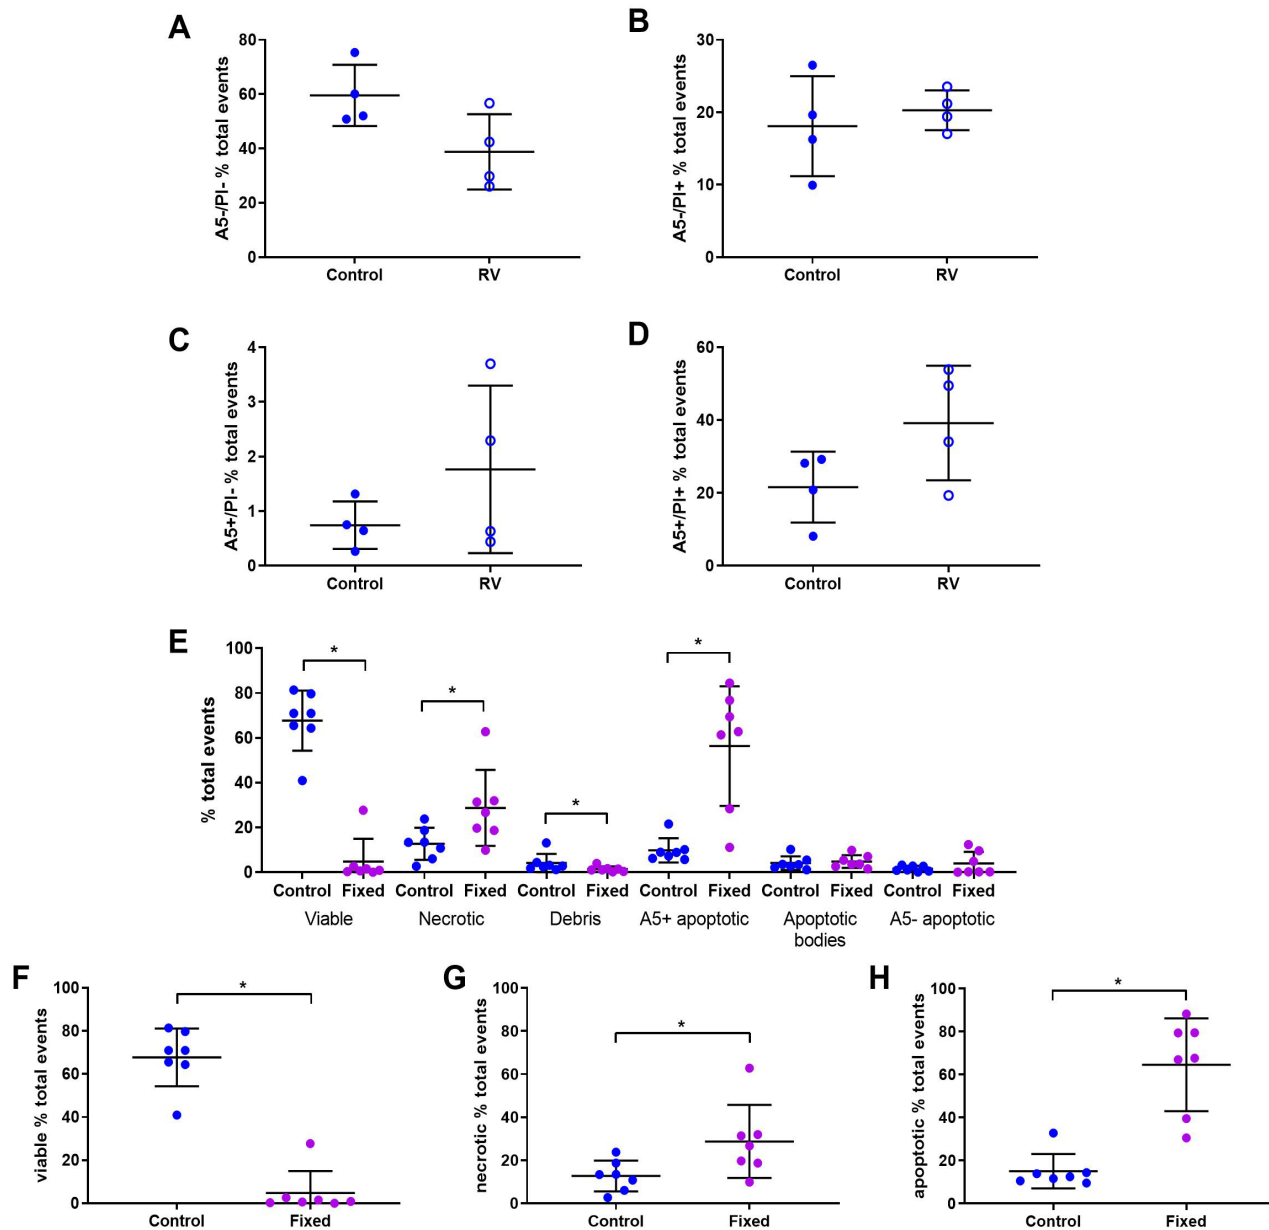 A
80
60
40
20
0
A5-/PI- % total events
Control RV
B
30
20
10
0
A5-/PI+ % total events
Control RV
C
4
3
2
1
0
A5+/PI- % total events
Control RV
D
60
40
20
0
A5+/PI+ % total events
Control RV
E
100
80
60
40
20
0
% total events
* * * *
Control Fixed Control Fixed Control Fixed Control Fixed Control Fixed Control Fixed
Viable Necrotic Debris A5+ apoptotic Apoptotic A5- apoptotic
bodies
F
100
80
60
40
20
0
viable % total events
*
Control Fixed
G
100
80
60
40
20
0
necrotic % total events
*
Control Fixed
H
100
80
60
40
20
0
apoptotic % total events
*
Control Fixed